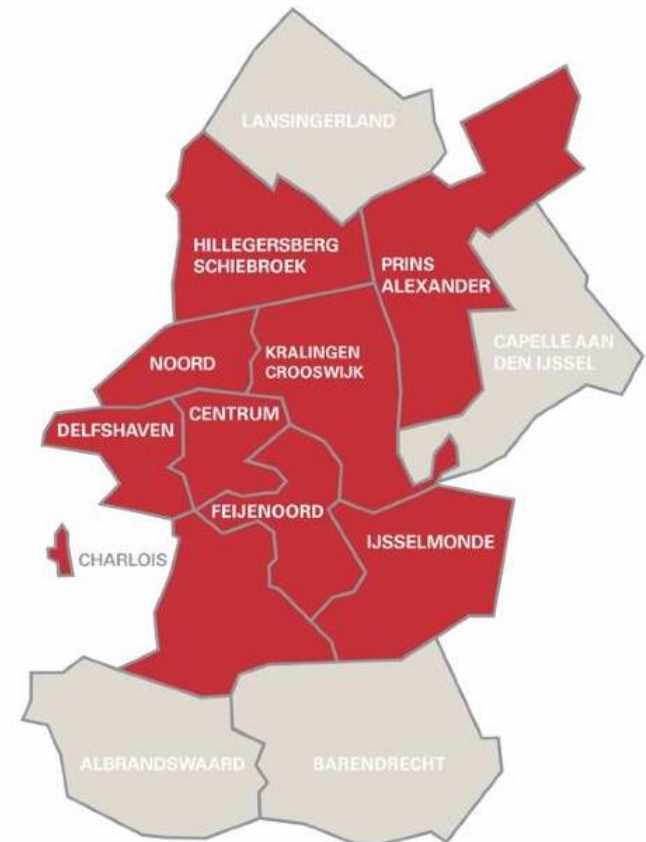 LANSINGERLAND
HILLEGERSBERG
SCHIEBROEK
PRINS
ALEXANDER
CAPELLE AAN
DEN IJSSEL
NOORD
KRALINGEN
CROOSWIJK
CENTRUM
DELFSHAVEN
FEIJENOORD
IJSSELMONDE
CHARLOIS
ALBRANDSWAARD
BARENDRECHT